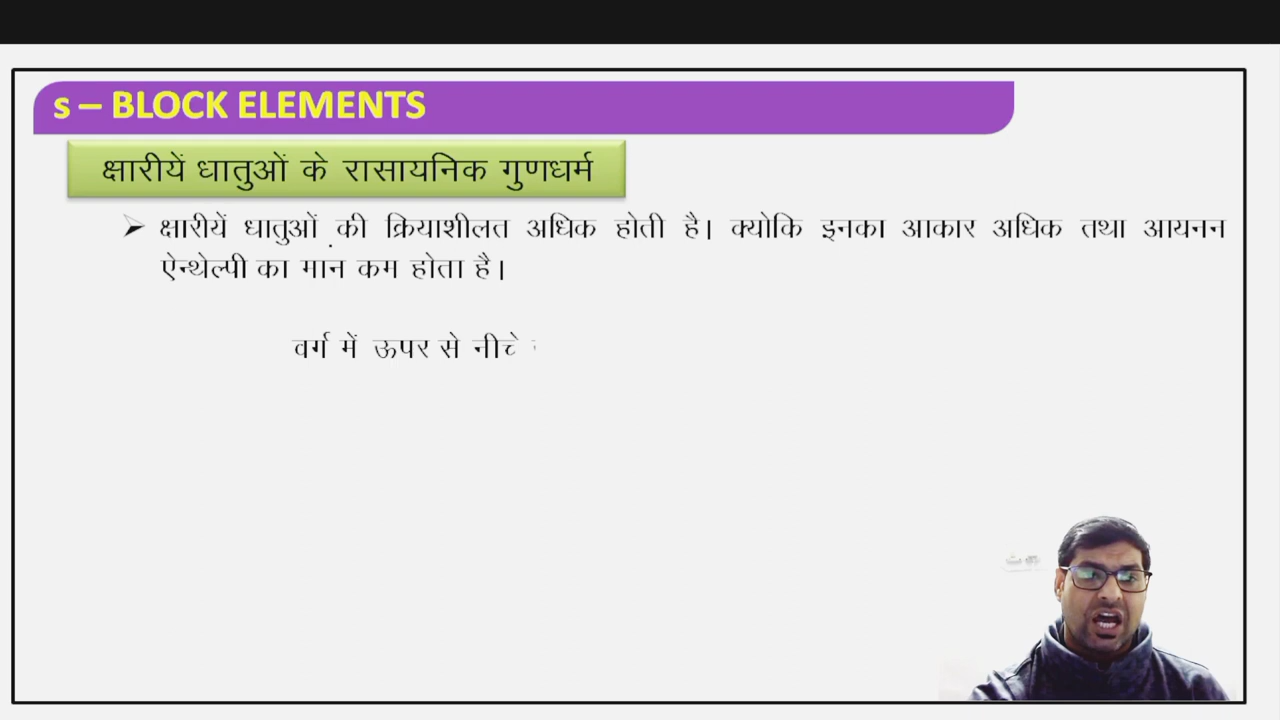 s – BLOCK ELEMENTS
क्षारीयें धातुओं के रासायनिक गुणधर्म
क्षारीयें धातुओं की क्रियाशीलत अधिक होती है। क्योकि इनका आकार अधिक तथा आयनन
ऐन्थेल्पी का मान कम होता है।
वर्ग में ऊपर से नीचे